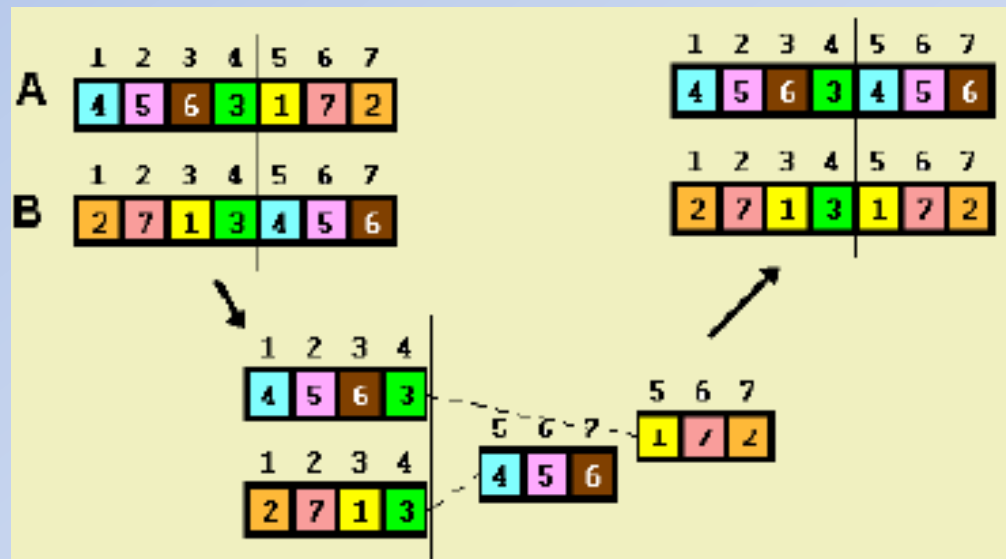 1 2 3 4 5 6 7
A 4 5 6 3 1 7 2
1 2 3 4 5 6 7
B 2 7 1 3 4 5 6
1 2 3 4 5 6 7
4 5 6 3 4 5 6
1 2 3 4 5 6 7
2 7 1 3 1 7 2
1 2 3 4
4 5 6 3
1 2 3 4
2 7 1 3
5 6 7
4 5 6
5 6 7
1 7 2